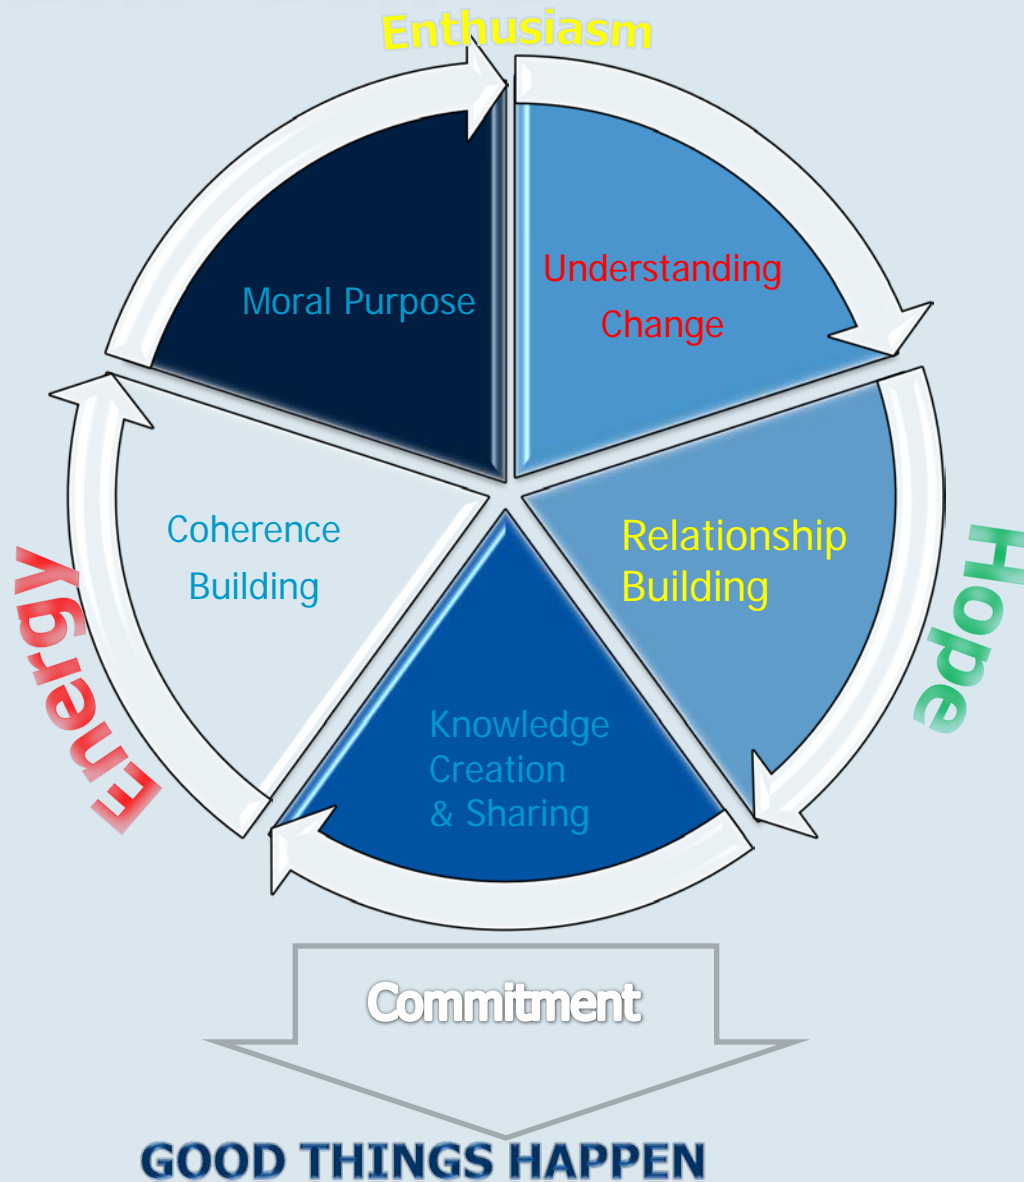 Enthusiasm
Moral Purpose
Understanding
Change
Coherence
Building
Relationship
Building
Energy
Hope
Knowledge
Creation
& Sharing
Commitment
GOOD THINGS HAPPEN